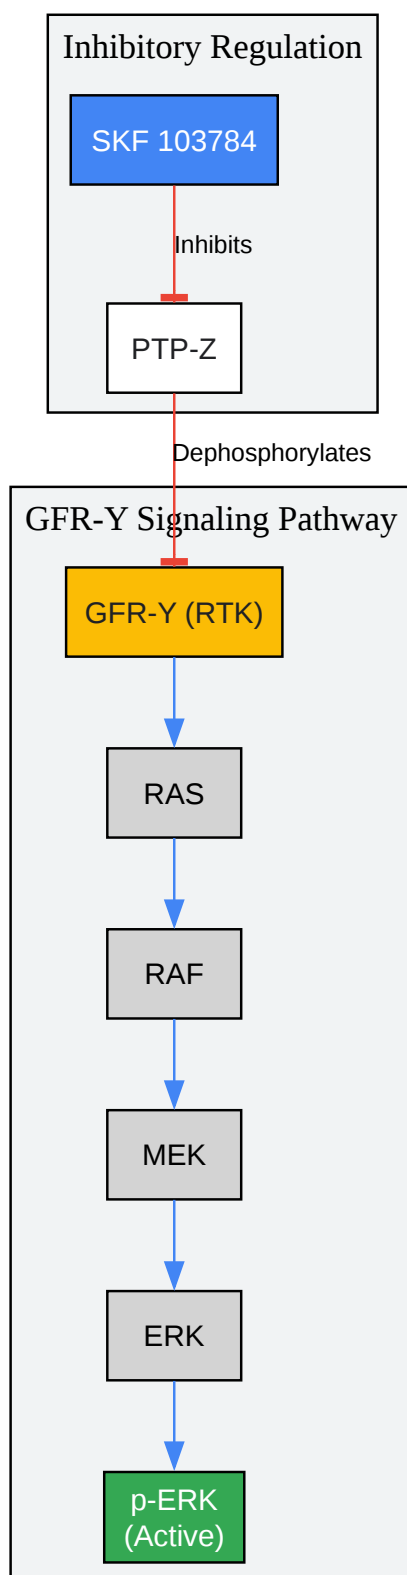 Inhibitory Regulation
SKF 103784
Inhibits
PTP-Z
Dephosphorylates
GFR-Y Signaling Pathway
GFR-Y (RTK)
RAS
RAF
MEK
ERK
p-ERK
(Active)